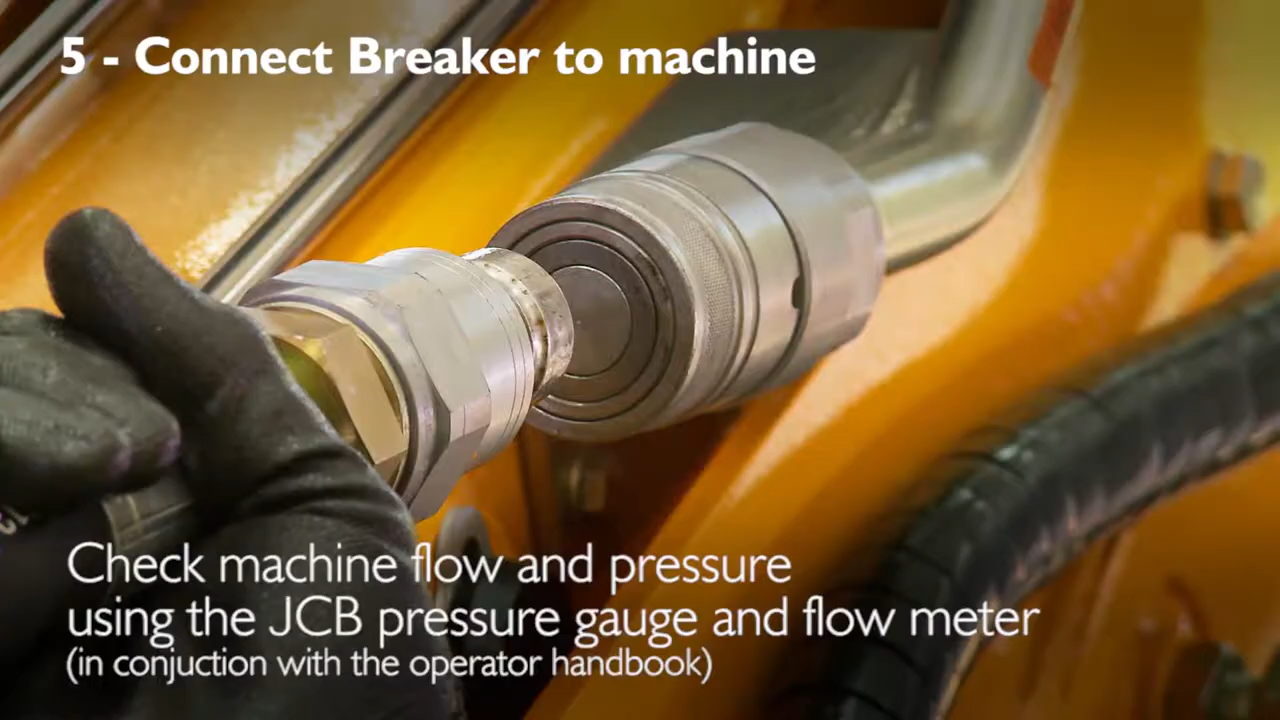 5 - Connect Breaker to machine
Check machine flow and pressure
using the JCB pressure gauge and flow meter
(in conjuction with the operator handbook)